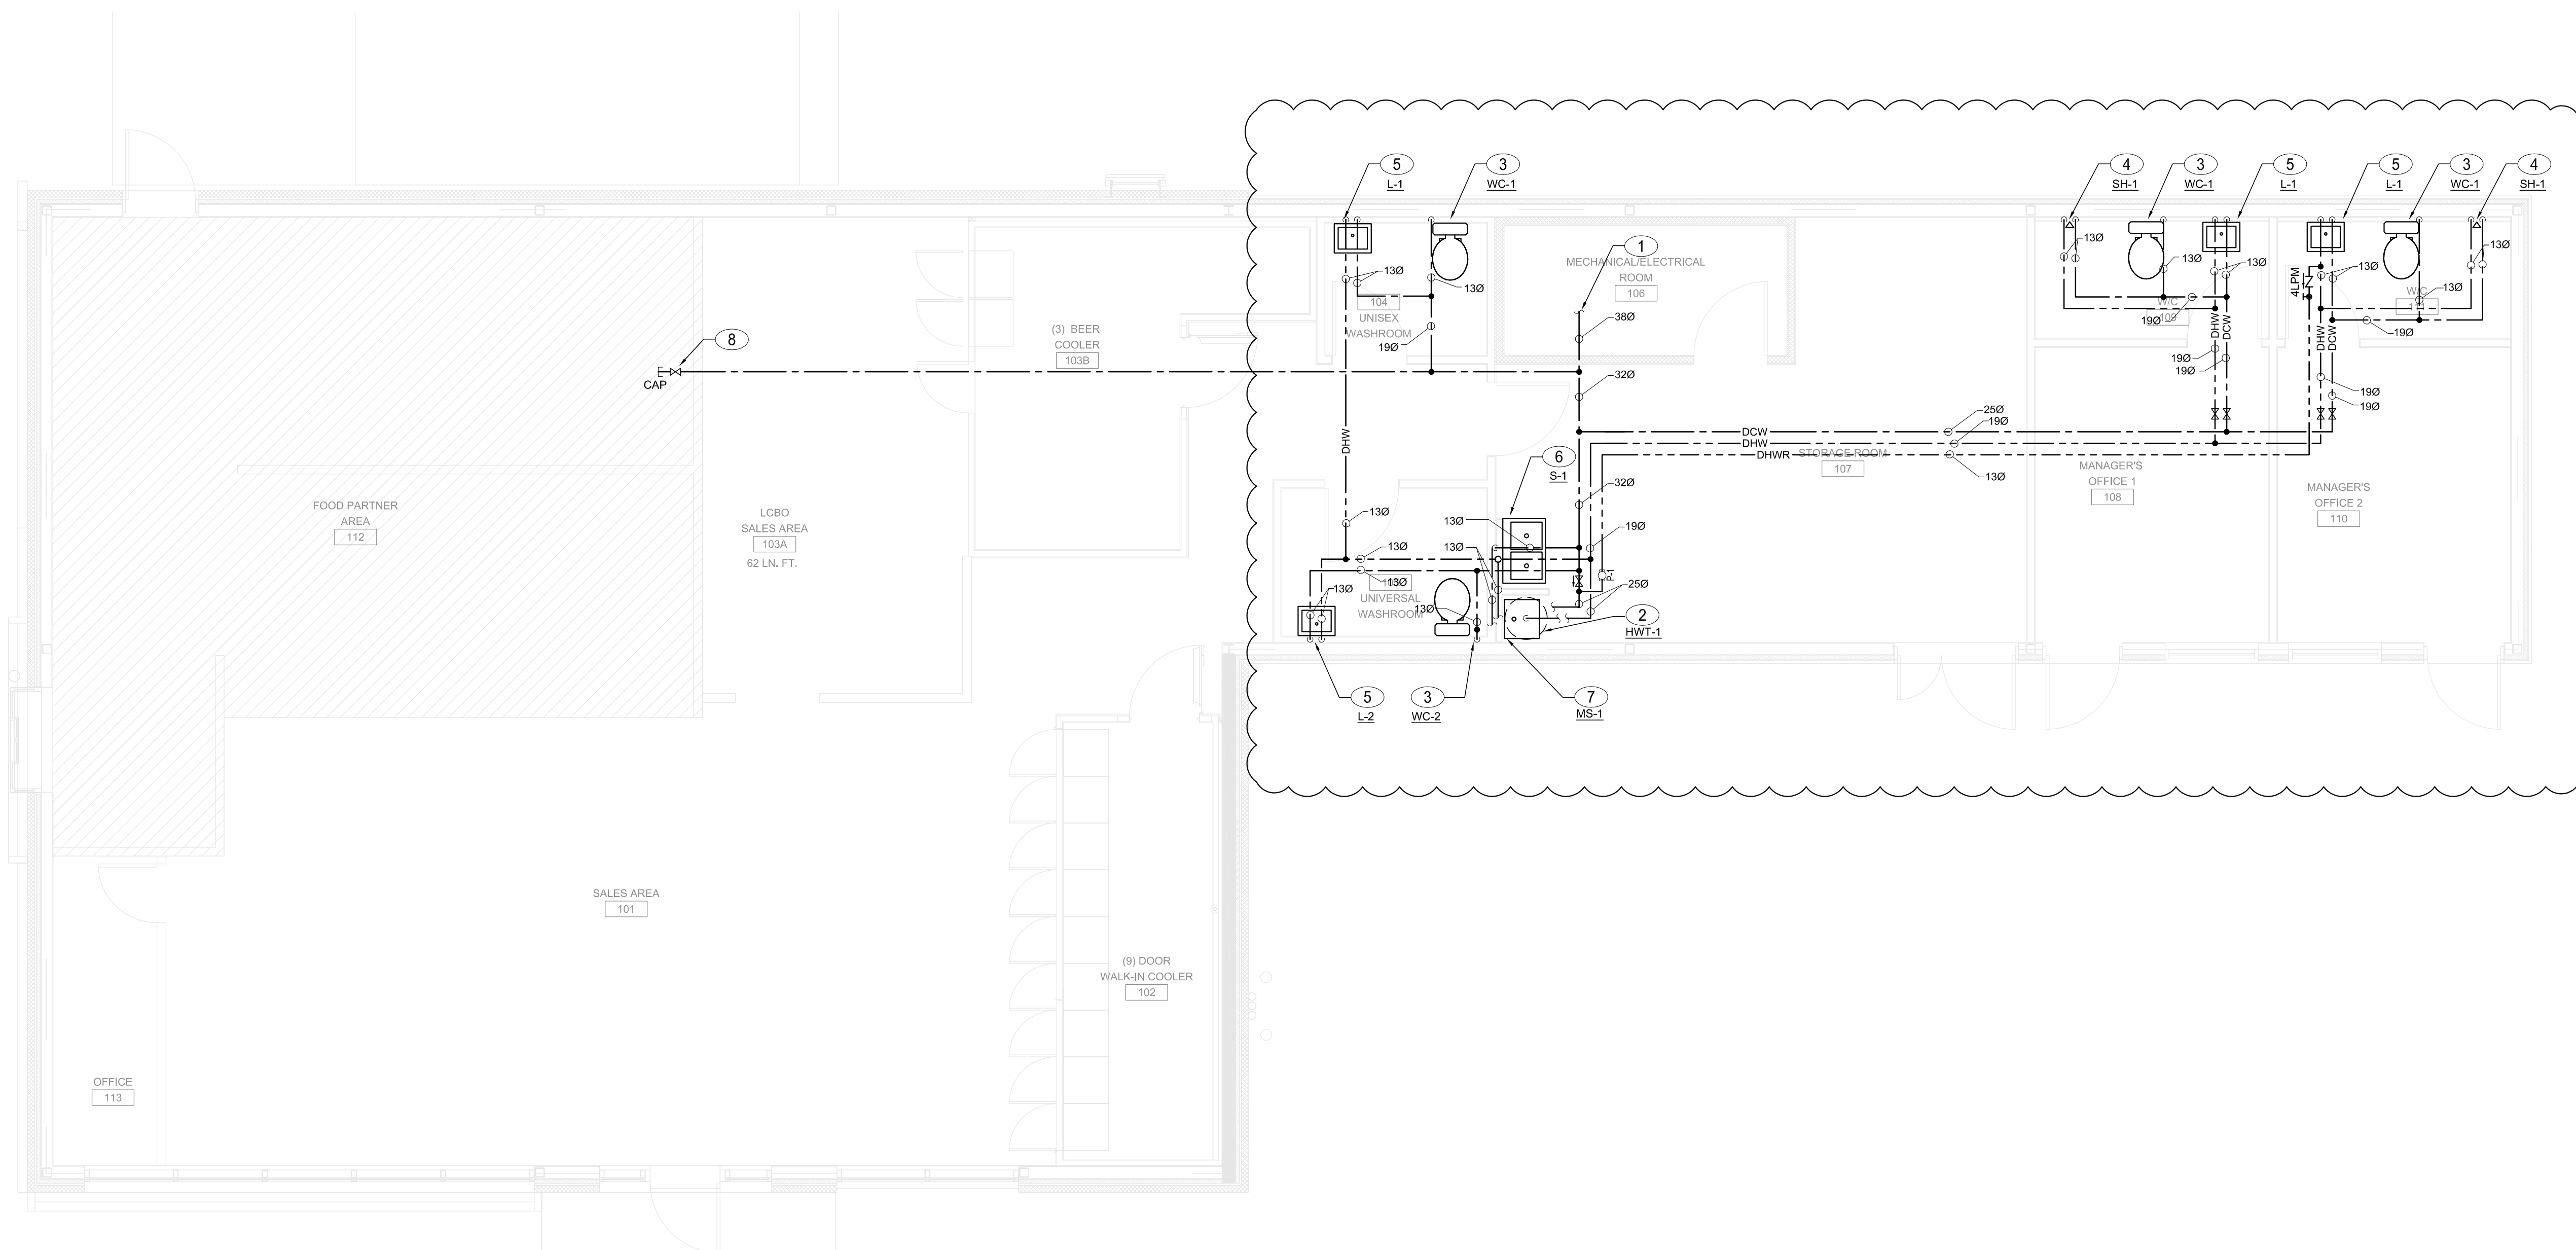 5
L-1
3
WC-1
4
SH-1
3
WC-1
5
L-1
5
L-1
3
WC-1
4
SH-1
13Ø
13Ø
104
UNISEX
WASHROOM
19Ø
DHW
1
MECHANICAL/ELECTRICAL
ROOM
106
38Ø
32Ø
13Ø
13Ø
13Ø
W/C
109
19Ø
DHW
DCW
19Ø
19Ø
4LPM
13Ø
13Ø
13Ø
W/C
19Ø
DHW
DCW
19Ø
19Ø
8
CAP
(3) BEER
COOLER
103B
DCW
DHW
DHWR
25Ø
19Ø
13Ø
STORAGE ROOM
107
MANAGER'S
OFFICE 1
108
MANAGER'S
OFFICE 2
110
FOOD PARTNER
AREA
112
LCBO
SALES AREA
103A
62 LN. FT.
6
S-1
32Ø
13Ø
13Ø
13Ø
19Ø
13Ø
13Ø
UNIVERSAL
WASHROOM
13Ø
13Ø
P-1
25Ø
2
HWT-1
5
L-2
3
WC-2
7
MS-1
SALES AREA
101
(9) DOOR
WALK-IN COOLER
102
OFFICE
113